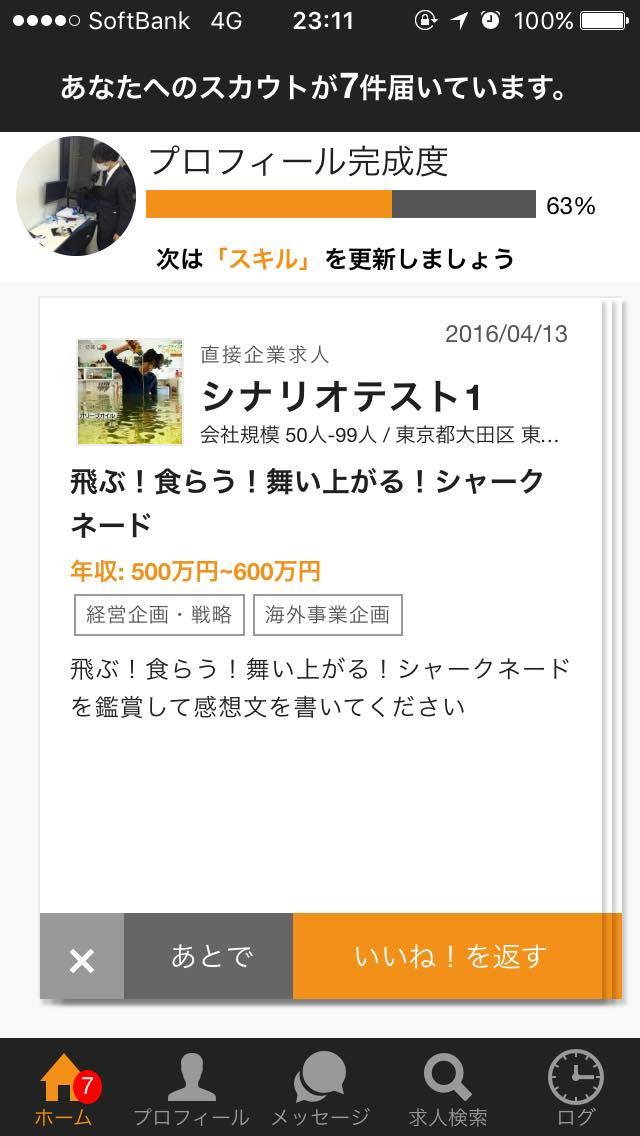 SoftBank 4G 23:11 100%
あなたへのスカウトが7件届いています。
プロフィール完成度
63%
次は「スキル」を更新しましょう
2016/04/13
直接企業求人
シナリオテスト1
会社規模 50人-99人 / 東京都大田区 東…
オリーブオイル
飛ぶ！食らう！舞い上がる！シャーク
ネード
年収: 500万円~600万円
経営企画・戦略 海外事業企画
飛ぶ！食らう！舞い上がる！シャークネード
を鑑賞して感想文を書いてください
× あとで いいね！を返す
7
ホーム プロフィール メッセージ 求人検索 ログ